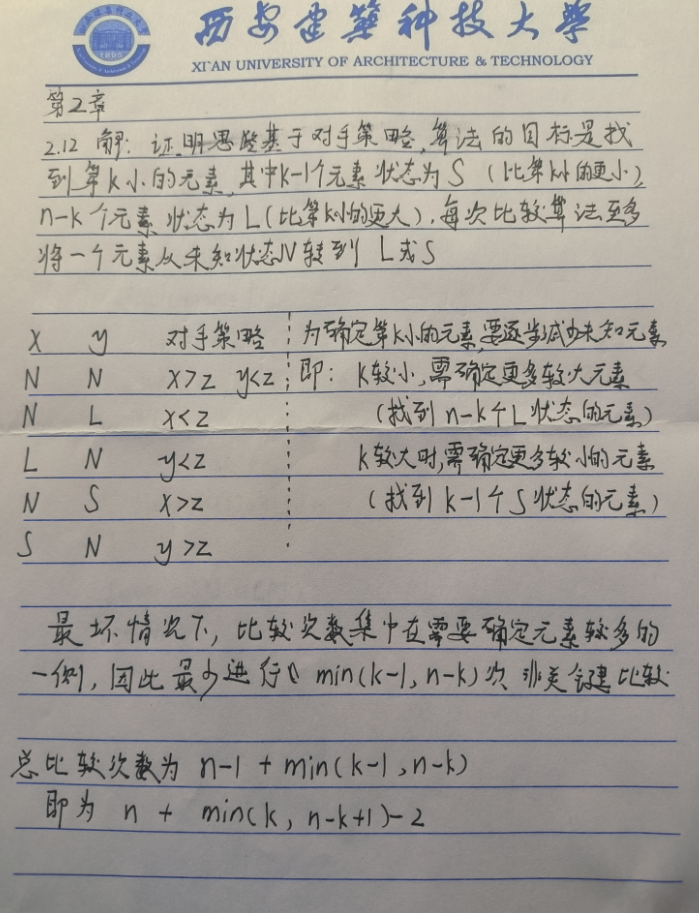 西安建筑科技大学
XI'AN UNIVERSITY OF ARCHITECTURE & TECHNOLOGY
第2章
2.12 解: 证明思路基于对手策略,算法的目标是找
到第k小的元素,其中k-1个元素状态为S (比第k小的更小),
n-k个元素状态为L(比第k小的更大),每次比较算法至多
将一个元素从未知状态N转到 L或S
x y 对手策略 为确定第k小的元素,要逐步减少未知元素
N N x>z y<z 即: k较小,需确定更多较大元素
N L x<z (找到n-k个L状态的元素)
L N y<z k较大时,需确定更多较小的元素
N S x>z (找到k-1个S状态的元素)
S N y>z
最坏情况下,比较次数集中在需要确定元素较多的
一侧,因此最少进行 min(k-1,n-k)次 非关键比较
总比较次数为 n-1 + min(k-1,n-k)
即为 n + min(k, n-k+1)-2